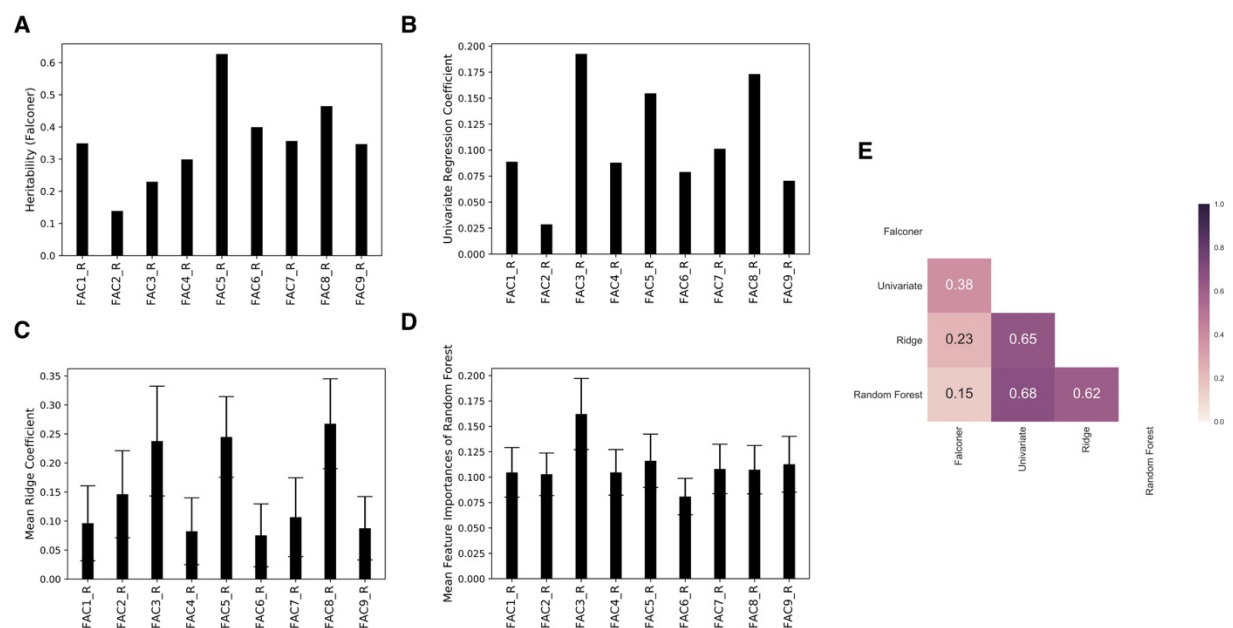 A
Heritability (Falconer)
0.6
0.5
0.4
0.3
0.2
0.1
0.0
FAC1_R
FAC2_R
FAC3_R
FAC4_R
FAC5_R
FAC6_R
FAC7_R
FAC8_R
FAC9_R
B
Univariate Regression Coefficient
0.200
0.175
0.150
0.125
0.100
0.075
0.050
0.025
0.000
FAC1_R
FAC2_R
FAC3_R
FAC4_R
FAC5_R
FAC6_R
FAC7_R
FAC8_R
FAC9_R
C
Mean Ridge Coefficient
0.35
0.30
0.25
0.20
0.15
0.10
0.05
0.00
FAC1_R
FAC2_R
FAC3_R
FAC4_R
FAC5_R
FAC6_R
FAC7_R
FAC8_R
FAC9_R
D
Mean Feature Importances of Random Forest
0.200
0.175
0.150
0.125
0.100
0.075
0.050
0.025
0.000
FAC1_R
FAC2_R
FAC3_R
FAC4_R
FAC5_R
FAC6_R
FAC7_R
FAC8_R
FAC9_R
E
Falconer
Univariate
0.38
Ridge
0.23
0.65
Random Forest
0.15
0.68
0.62
Falconer
Univariate
Ridge
Random Forest
1.0
0.8
0.6
0.4
0.2
0.0